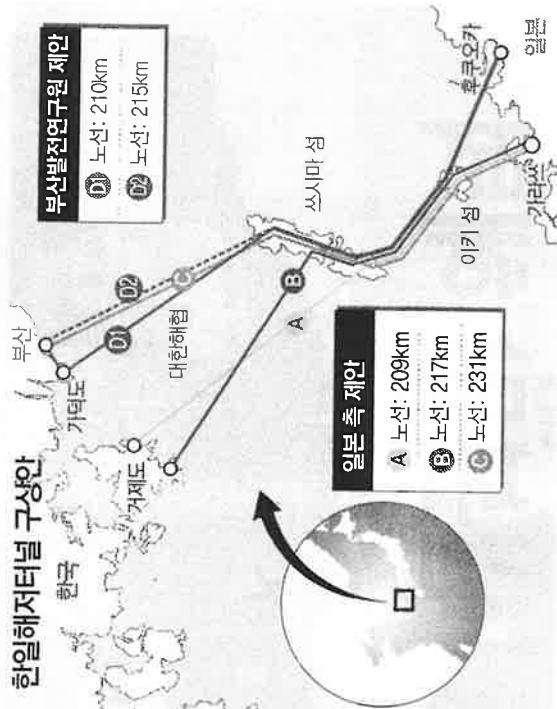 한일해저터널 구상안
부산발전연구원 제안
D1 노선: 210km
D2 노선: 215km
한국
부산
가덕도
거제도
대한해협
D2
C
D1
B
A
쓰시마 섬
이키 섬
후쿠오카
가라쓰
일본
일본 측 제안
A 노선: 209km
B 노선: 217km
C 노선: 231km